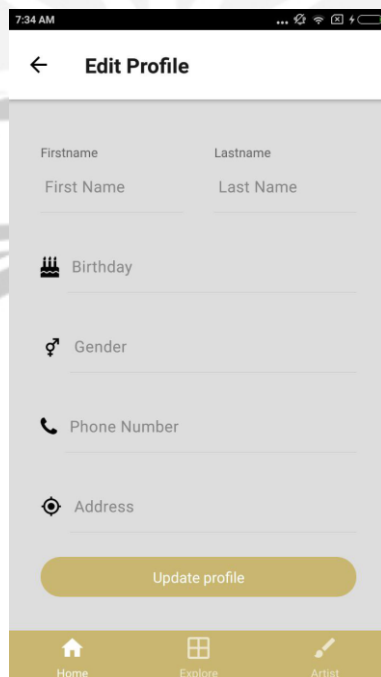 7:34 AM ...
Edit Profile
Firstname Lastname
First Name Last Name
Birthday
Gender
Phone Number
Address
Update profile
Home Explore Artist